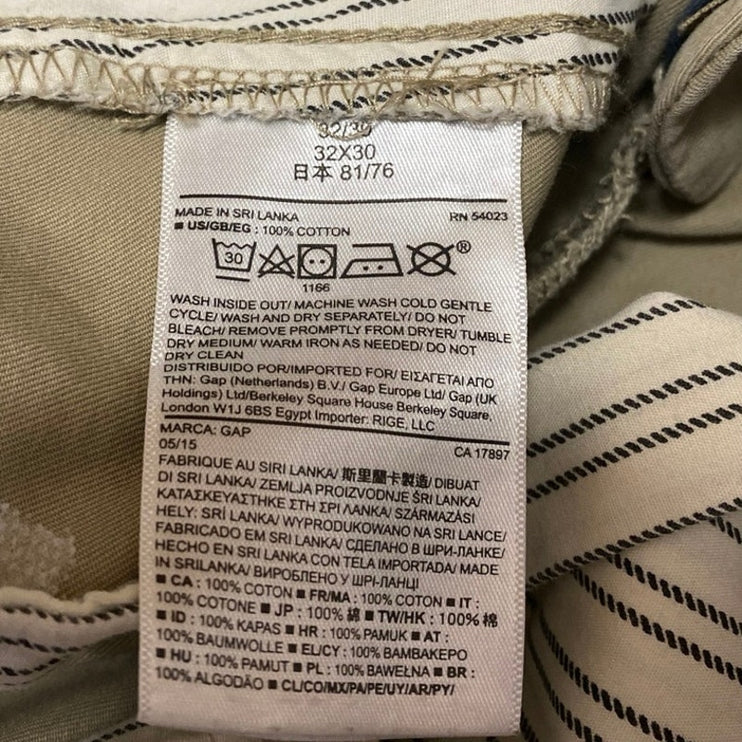 32/30
32X30
日本 81/76
MADE IN SRI LANKA RN 54023
■ US/GB/EG : 100% COTTON
30 ®
1166
WASH INSIDE OUT/ MACHINE WASH COLD GENTLE
CYCLE/ WASH AND DRY SEPARATELY/ DO NOT
BLEACH/ REMOVE PROMPTLY FROM DRYER/ TUMBLE
DRY MEDIUM/ WARM IRON AS NEEDED/ DO NOT
DRY CLEAN
DISTRIBUIDO POR/IMPORTED FOR/ ΕΙΣΑΓΕΤΑΙ ΑΠΟ
ΤΗΝ: Gap (Netherlands) B.V./ Gap Europe Ltd/ Gap (UK
Holdings) Ltd/Berkeley Square House Berkeley Square,
London W1J 6BS Egypt Importer: RIGE, LLC
MARCA: GAP CA 17897
05/15
FABRIQUE AU SIRI LANKA/ 斯里蘭卡製造/ DIBUAT
DI SRI LANKA/ ZEMLJA PROIZVODNJE ŠRI LANKA/
ΚΑΤΑΣΚΕΥΑΣΤΗΚΕ ΣΤΗ ΣΡΙ ΛΑΝΚΑ/ SZÁRMAZÁSI
HELY: SRÍ LANKA/ WYPRODUKOWANO NA SRI LANCE/
FABRICADO EM SRI LANKA/ СДЕЛАНО В ШРИ-ЛАНКЕ/
HECHO EN SRI LANKA CON TELA IMPORTADA/ MADE
IN SRILANKA/ ВИРОБЛЕНО У ШРІ-ЛАНЦІ
■ CA : 100% COTON ■ FR/MA : 100% COTON ■ IT :
100% COTONE ■ JP : 100% 綿 ■ TW/HK : 100% 棉
■ ID : 100% KAPAS ■ HR : 100% PAMUK ■ AT :
100% BAUMWOLLE ■ EL/CY : 100% ΒΑΜΒΑΚΕΡΟ
■ HU : 100% PAMUT ■ PL : 100% BAWEŁNA ■ BR :
100% ALGODÃO ■ CL/CO/MX/PA/PE/UY/AR/PY/